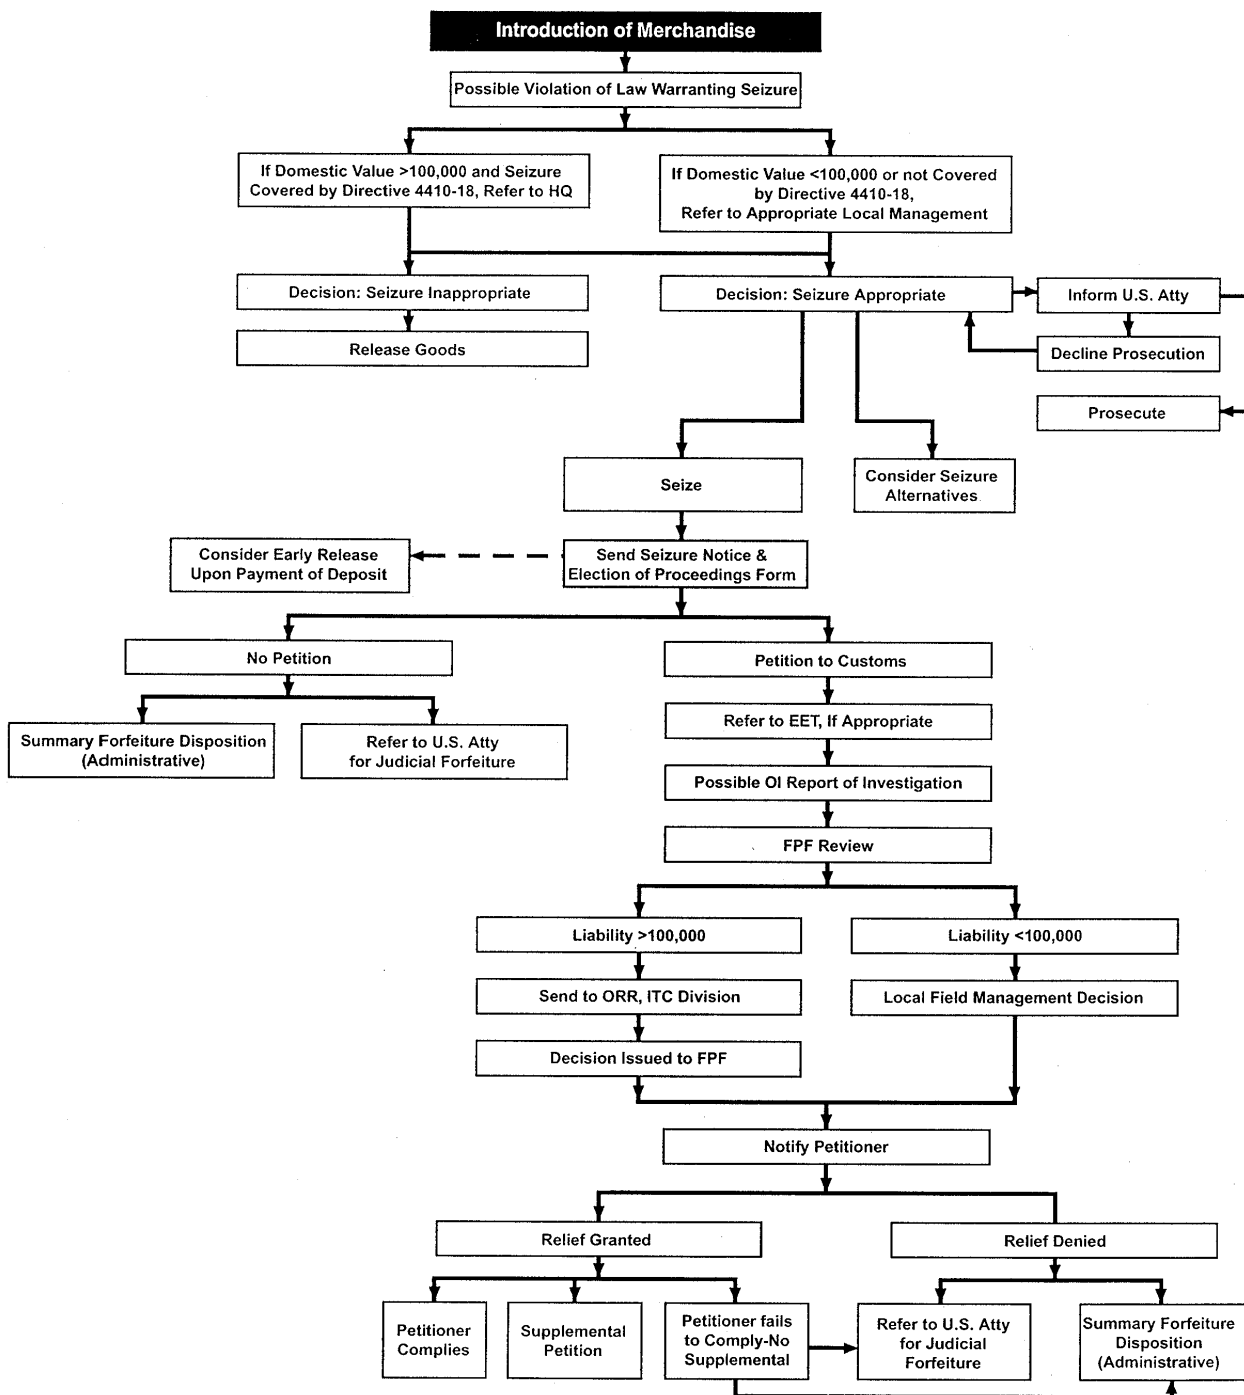 Introduction of Merchandise
Possible Violation of Law Warranting Seizure
If Domestic Value >100,000 and Seizure
Covered by Directive 4410-18, Refer to HQ
If Domestic Value <100,000 or not Covered
by Directive 4410-18,
Refer to Appropriate Local Management
Decision: Seizure Inappropriate
Decision: Seizure Appropriate
Inform U.S. Atty
Release Goods
Decline Prosecution
Prosecute
Seize
Consider Seizure
Alternatives
Consider Early Release
Upon Payment of Deposit
Send Seizure Notice &
Election of Proceedings Form
No Petition
Petition to Customs
Summary Forfeiture Disposition
(Administrative)
Refer to U.S. Atty
for Judicial Forfeiture
Refer to EET, If Appropriate
Possible OI Report of Investigation
FPF Review
Liability >100,000
Liability <100,000
Send to ORR, ITC Division
Local Field Management Decision
Decision Issued to FPF
Notify Petitioner
Relief Granted
Relief Denied
Petitioner
Complies
Supplemental
Petition
Petitioner fails
to Comply-No
Supplemental
Refer to U.S. Atty
for Judicial
Forfeiture
Summary Forfeiture
Disposition
(Administrative)